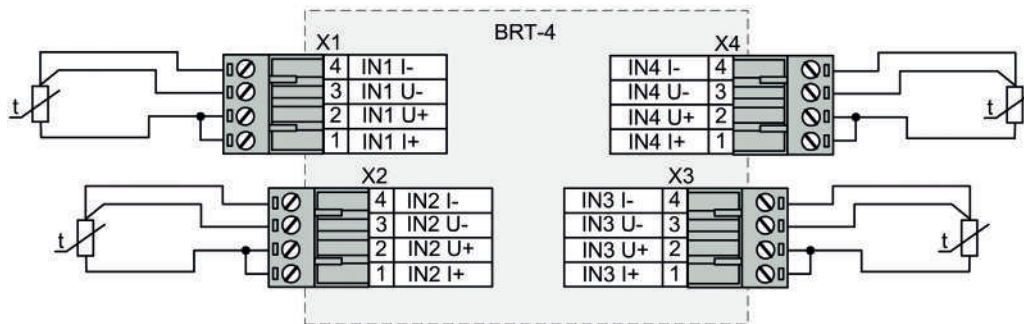 BRT-4
X1
4 IN1 I-
3 IN1 U-
2 IN1 U+
1 IN1 I+
t
X4
IN4 I- 4
IN4 U- 3
IN4 U+ 2
IN4 I+ 1
t
X2
4 IN2 I-
3 IN2 U-
2 IN2 U+
1 IN2 I+
t
X3
IN3 I- 4
IN3 U- 3
IN3 U+ 2
IN3 I+ 1
t